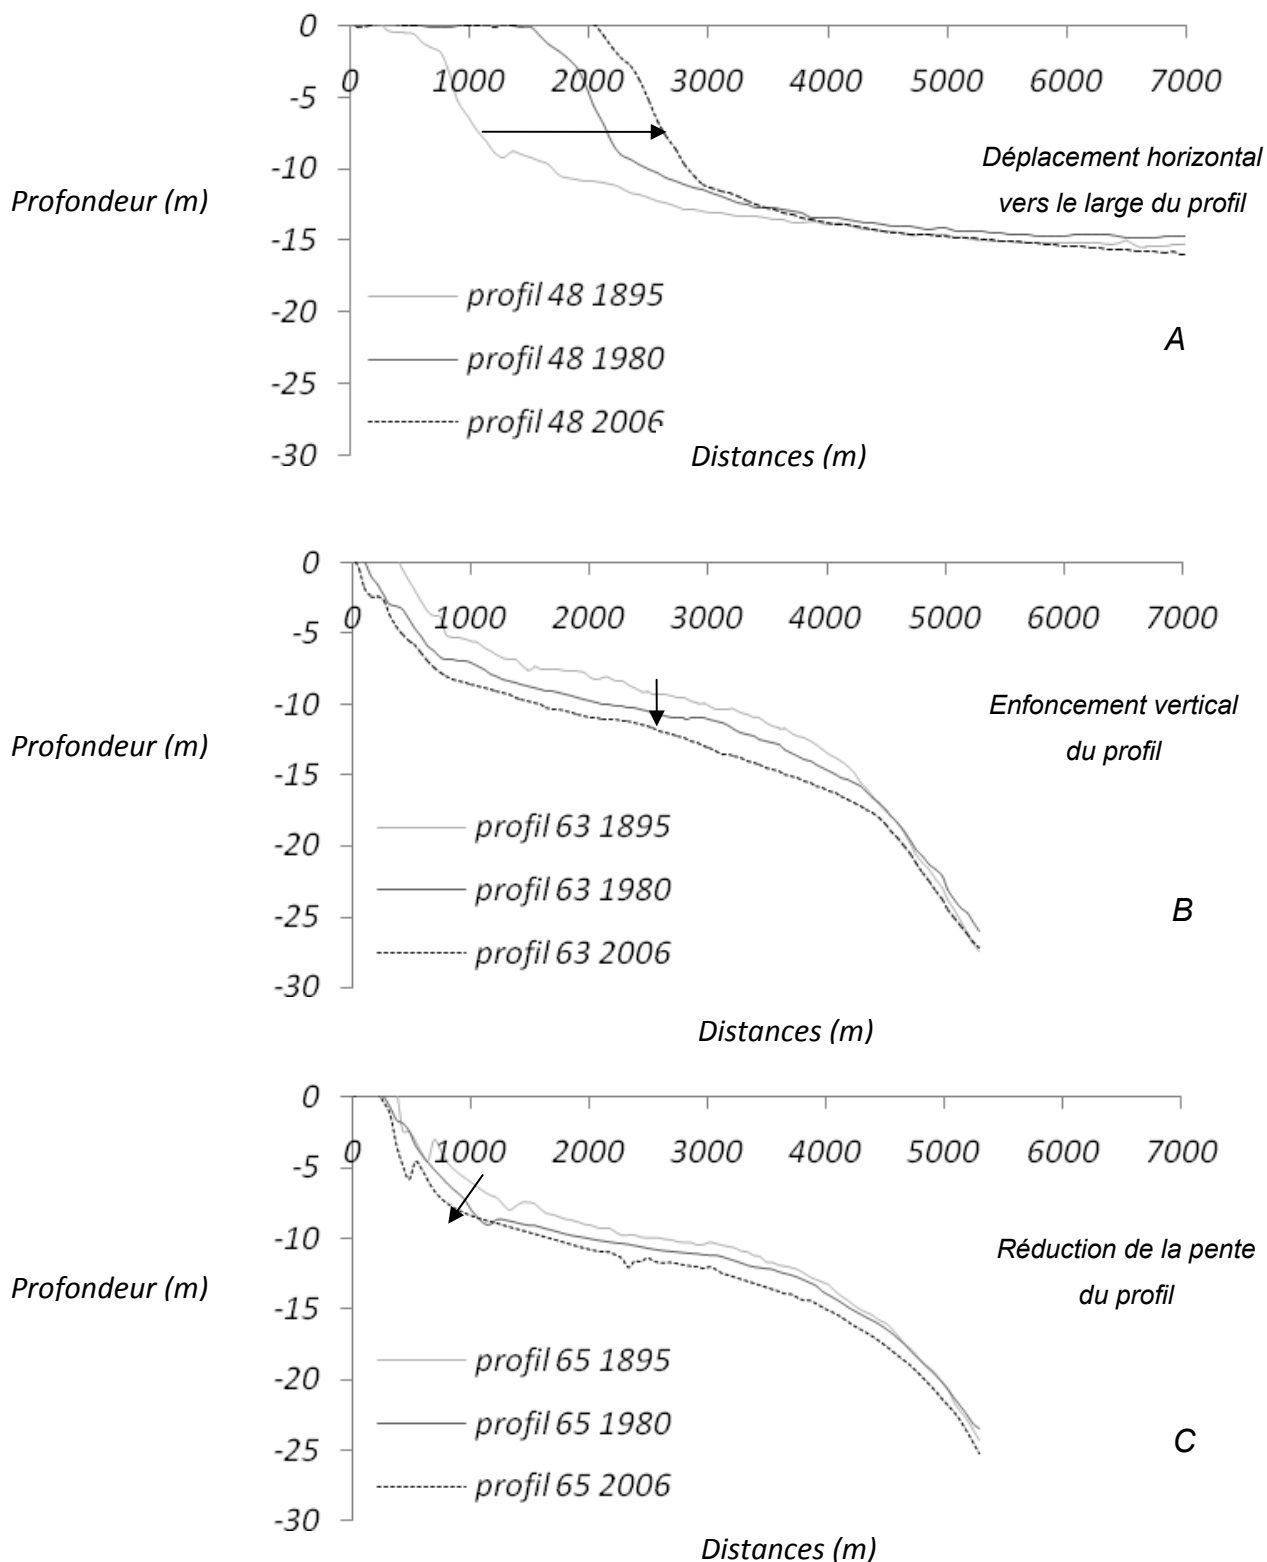 0
0 1000 2000 3000 4000 5000 6000 7000
-5
-10
-15
-20
-25
-30
Profondeur (m)
Déplacement horizontal
vers le large du profil
profil 48 1895
profil 48 1980
profil 48 2006
A
Distances (m)
0
0 1000 2000 3000 4000 5000 6000 7000
-5
-10
-15
-20
-25
-30
Profondeur (m)
Enfoncement vertical
du profil
profil 63 1895
profil 63 1980
profil 63 2006
B
Distances (m)
0
0 1000 2000 3000 4000 5000 6000 7000
-5
-10
-15
-20
-25
-30
Profondeur (m)
Réduction de la pente
du profil
profil 65 1895
profil 65 1980
profil 65 2006
C
Distances (m)